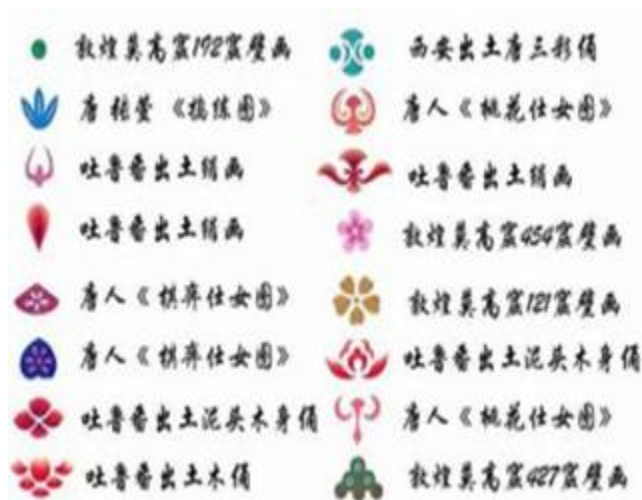 敦煌莫高窟192窟壁画
唐 张萱 《捣练图》
吐鲁番出土绢画
吐鲁番出土绢画
唐人《棋弈仕女图》
唐人《棋弈仕女图》
吐鲁番出土泥头木身俑
吐鲁番出土木俑
西安出土唐三彩俑
唐人《桃花仕女图》
吐鲁番出土绢画
敦煌莫高窟454窟壁画
敦煌莫高窟121窟壁画
吐鲁番出土泥头木身俑
唐人《桃花仕女图》
敦煌莫高窟427窟壁画